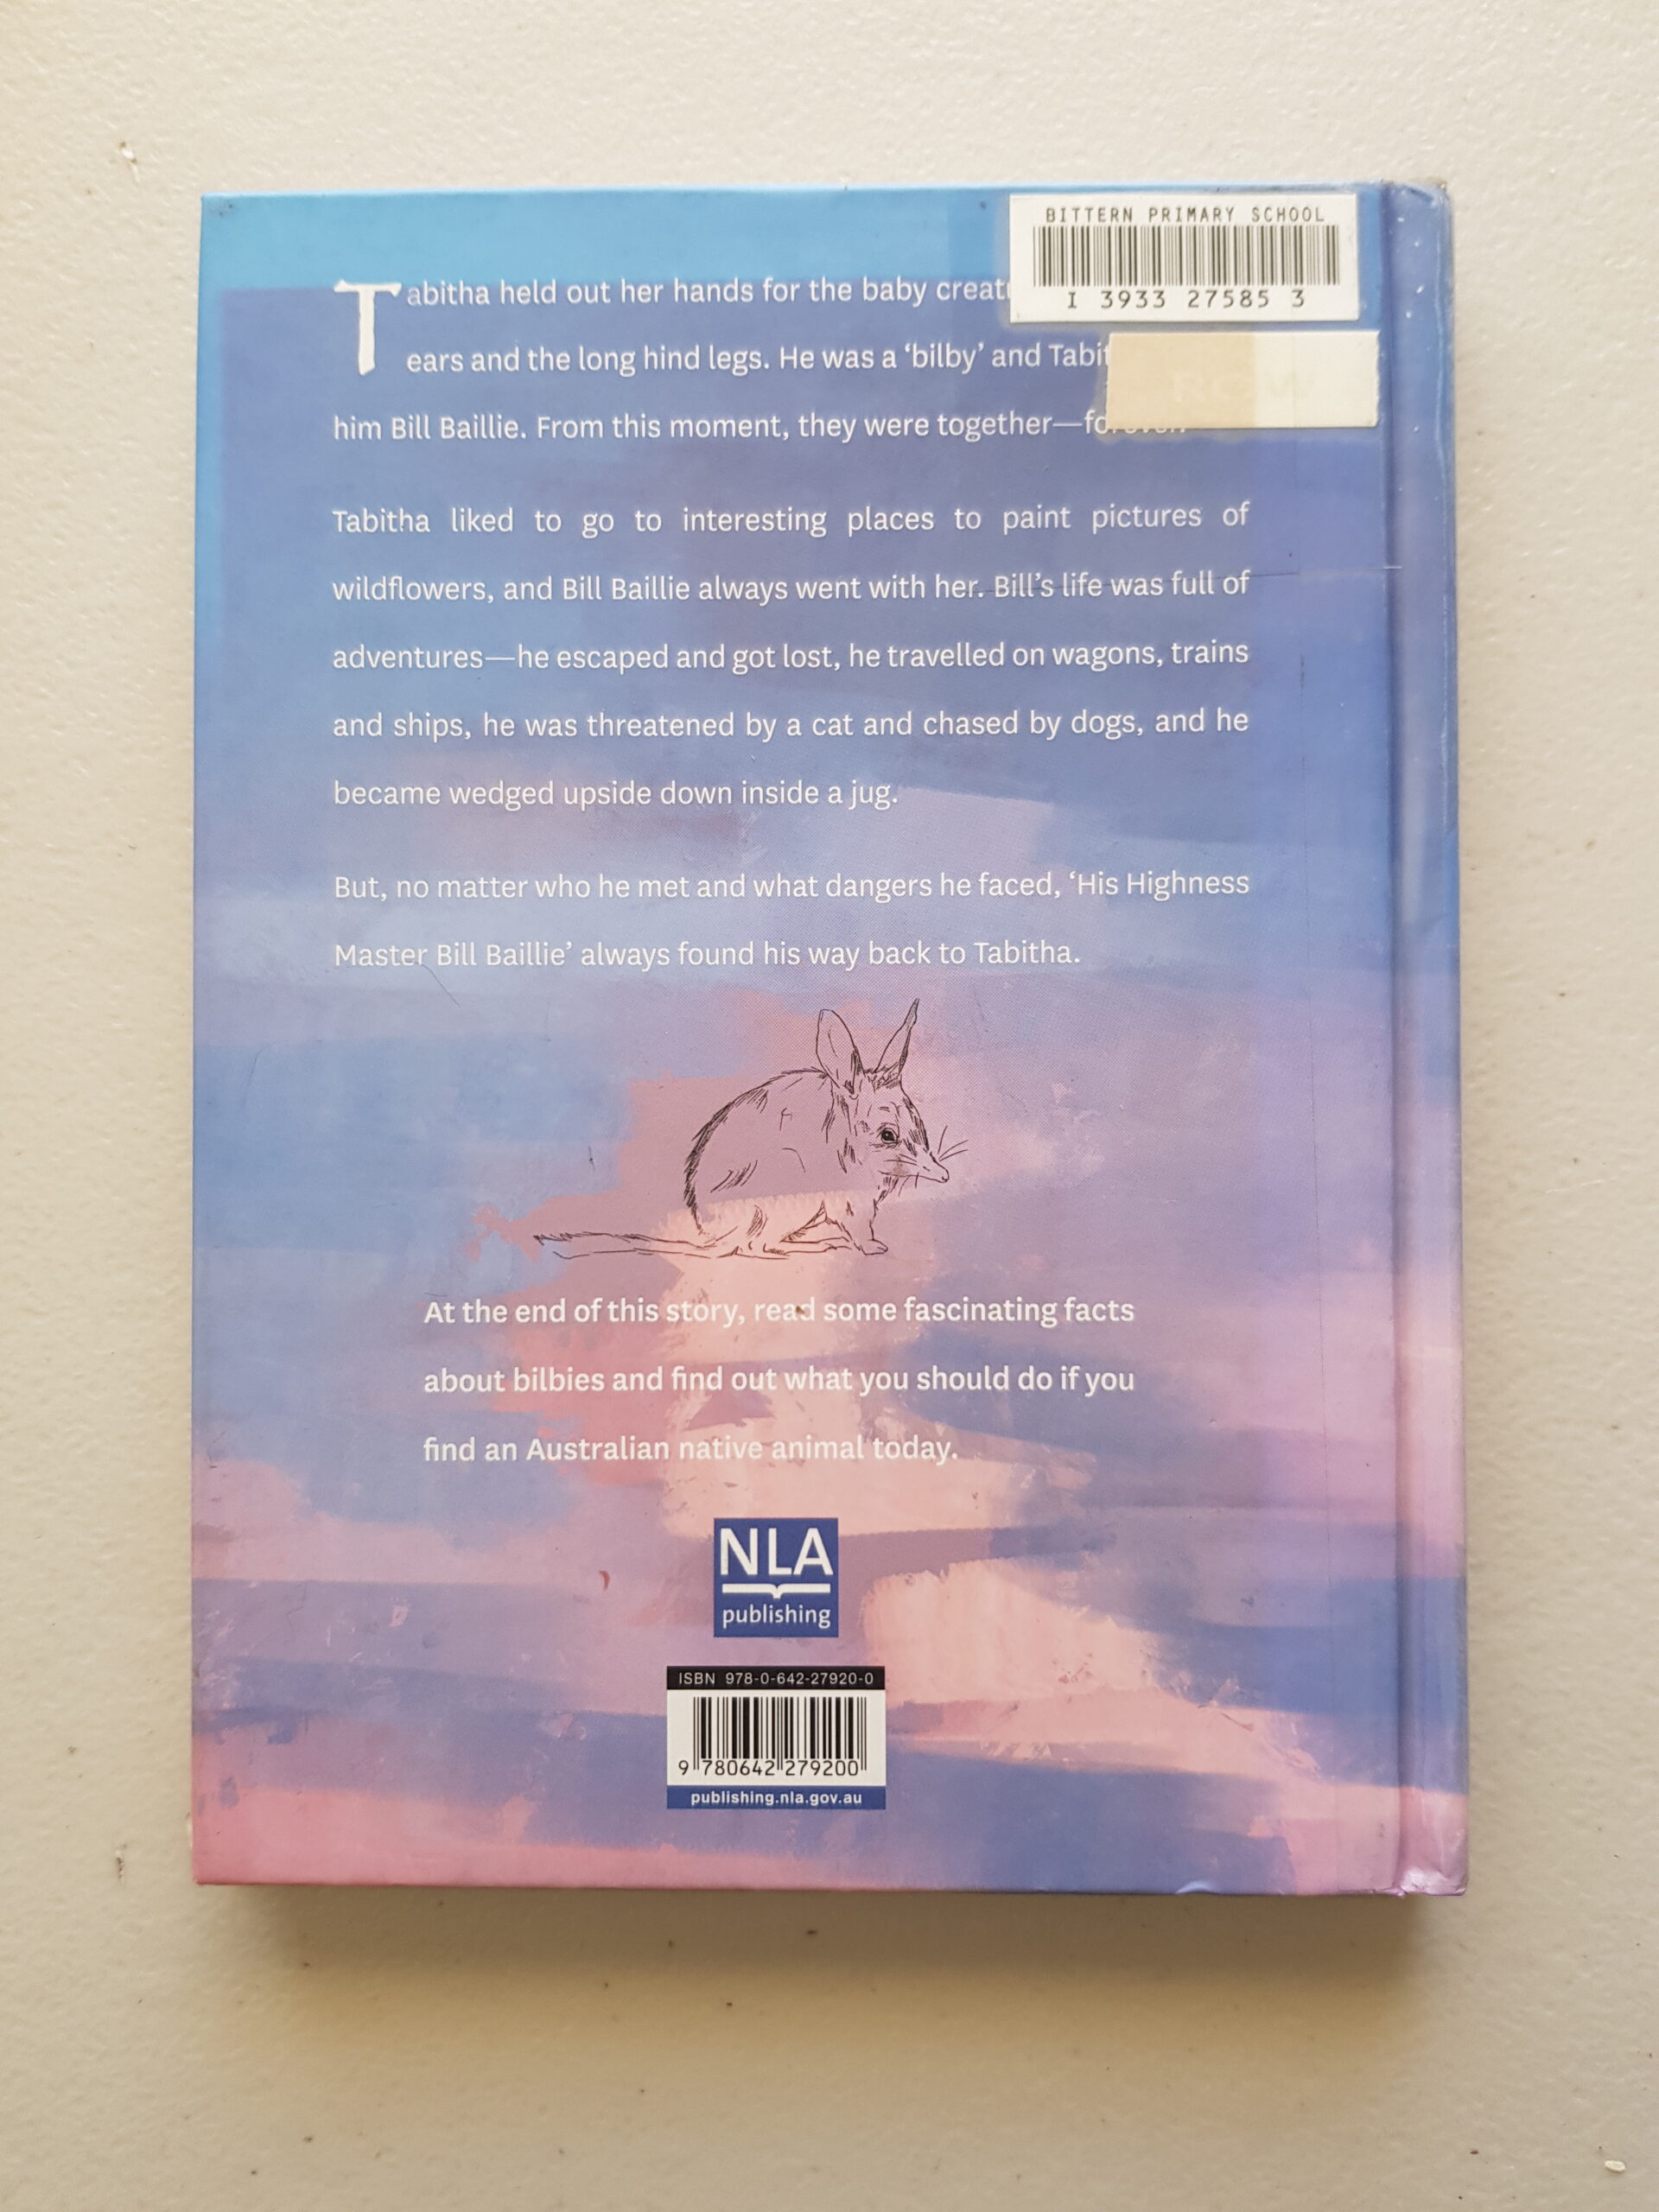 BITTERN PRIMARY SCHOOL
I 3933 27585 3
Tabitha held out her hands for the baby
ears and the long hind legs. He was a ‘bilby’ and
him Bill Baillie. From this moment, they were together—
Tabitha liked to go to interesting places to paint pictures of
wildflowers, and Bill Baillie always went with her. Bill’s life was full of
adventures—he escaped and got lost, he travelled on wagons, trains
and ships, he was threatened by a cat and chased by dogs, and he
became wedged upside down inside a jug.
But, no matter who he met and what dangers he faced, ‘His Highness
Master Bill Baillie’ always found his way back to Tabitha.
At the end of this story, read some fascinating facts
about bilbies and find out what you should do if you
find an Australian native animal today.
NLA
publishing
ISBN 978-0-642-27920-0
9 780642 279200
publishing.nla.gov.au